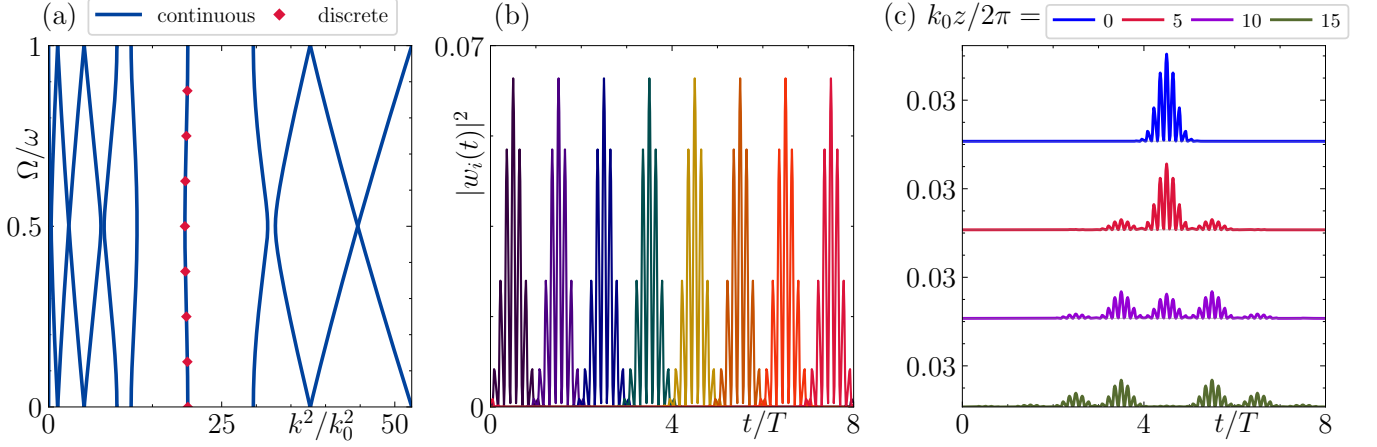 (a) continuous discrete
1
Ω/ω
0.5
0
0 25 k²/k₀² 50
(b)
0.07
|wᵢ(t)|²
0
0 4 t/T 8
(c) k₀z/2π = 0 5 10 15
0.03
0.03
0.03
0.03
0 4 t/T 8